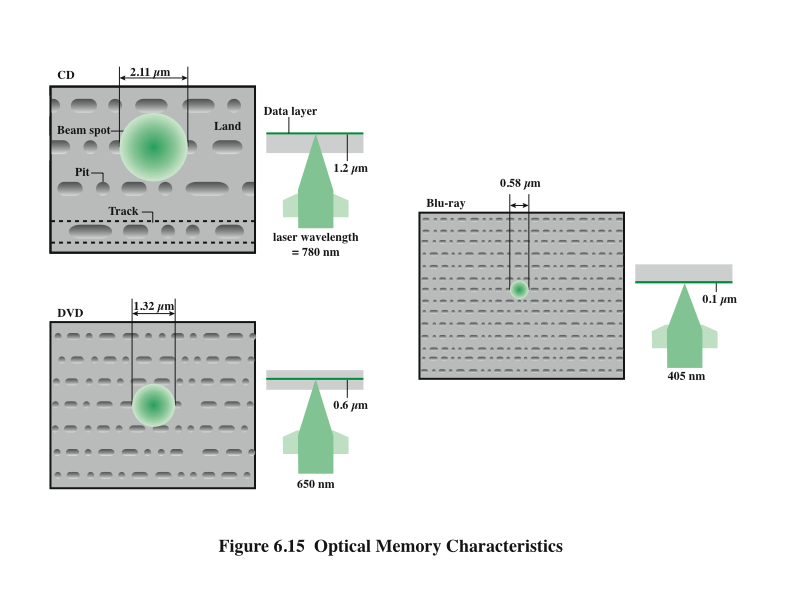 CD
2.11 μm
Beam spot
Land
Pit
Track
Data layer
1.2 μm
laser wavelength
= 780 nm
DVD
1.32 μm
0.6 μm
650 nm
Blu-ray
0.58 μm
0.1 μm
405 nm
Figure 6.15 Optical Memory Characteristics